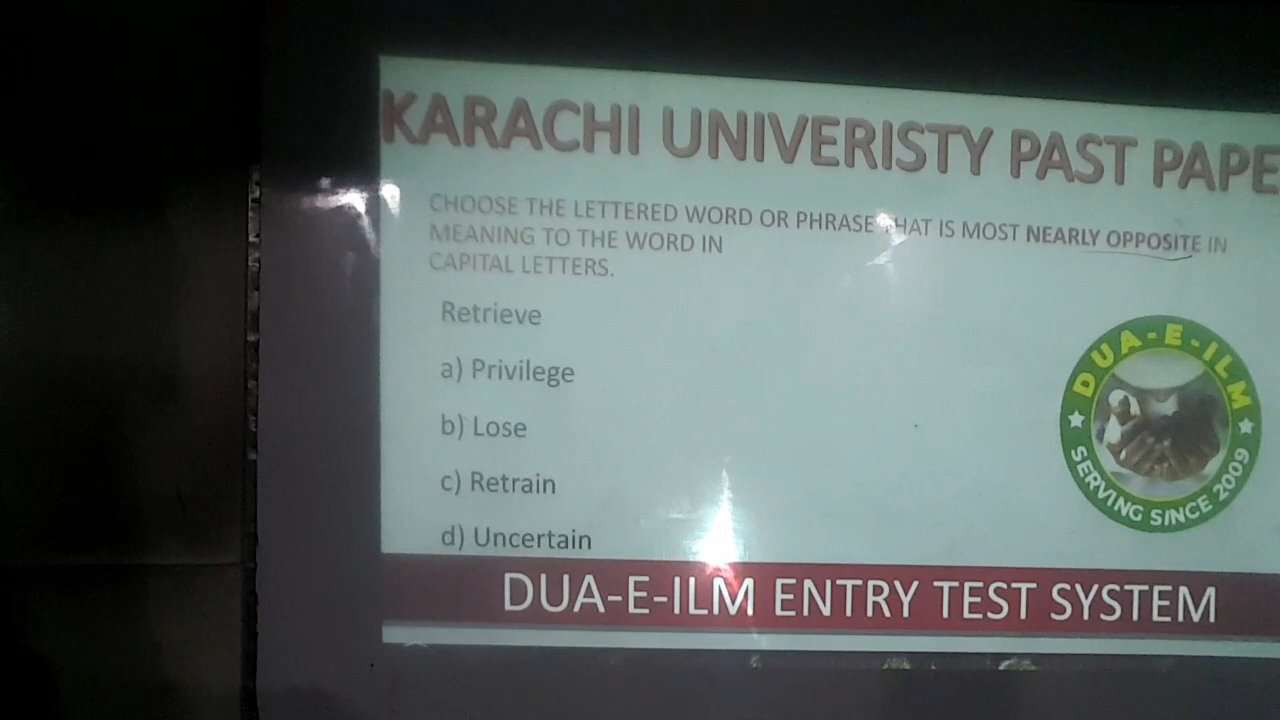 KARACHI UNIVERISTY PAST PAPE
CHOOSE THE LETTERED WORD OR PHRASE THAT IS MOST NEARLY OPPOSITE IN
MEANING TO THE WORD IN
CAPITAL LETTERS.
Retrieve
a) Privilege
b) Lose
c) Retrain
d) Uncertain
DUA-E-ILM
SERVING SINCE 2009
DUA-E-ILM ENTRY TEST SYSTEM